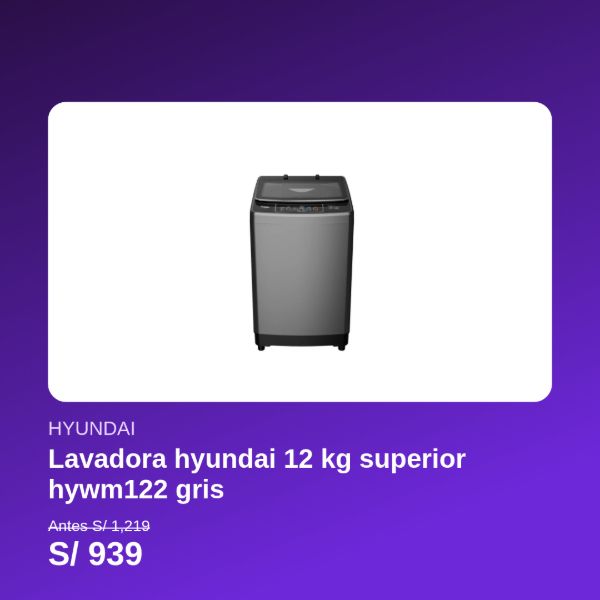 HYUNDAI
Lavadora hyundai 12 kg superior
hywm122 gris
Antes S/ 1,219
S/ 939